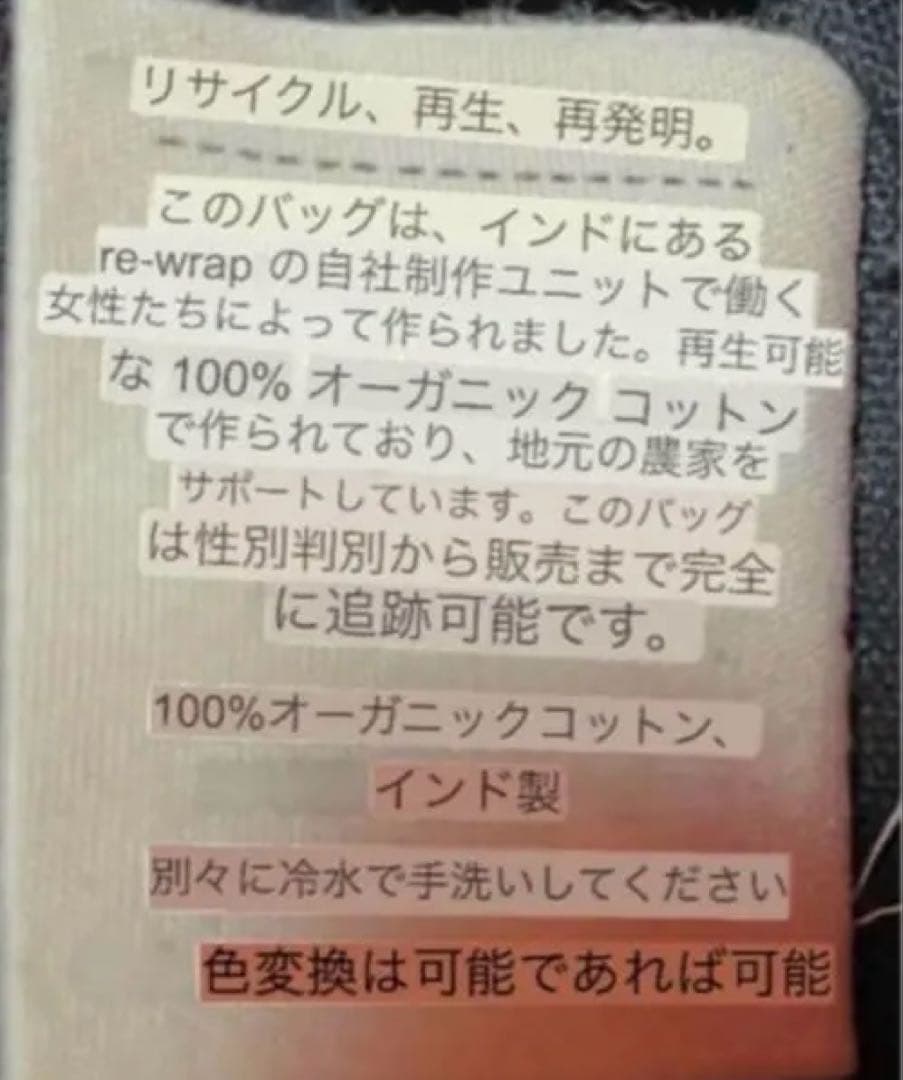 リサイクル、再生、再発明。
このバッグは、インドにある
re-wrap の自社制作ユニットで働く
女性たちによって作られました。再生可能
な 100% オーガニック コットン
で作られており、地元の農家を
サポートしています。このバッグ
は性別判別から販売まで完全
に追跡可能です。
100%オーガニックコットン、
インド製
別々に冷水で手洗いしてください
色変換は可能であれば可能